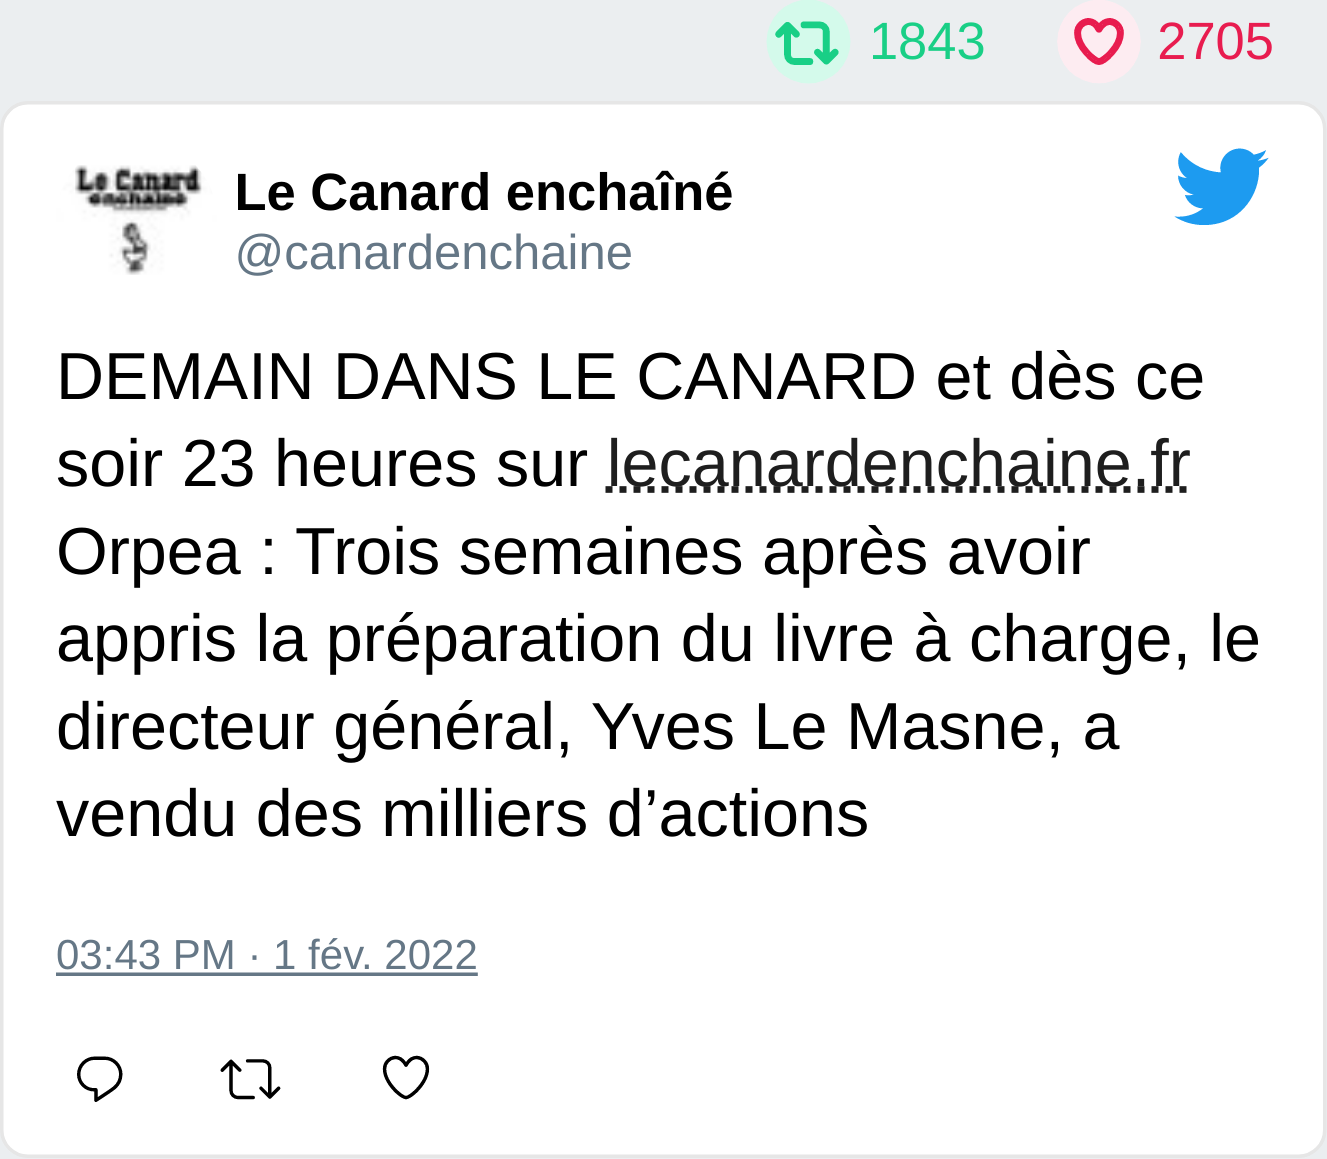 1843 2705
Le Canard
enchaîné
Le Canard enchaîné
@canardenchaine
DEMAIN DANS LE CANARD et dès ce
soir 23 heures sur lecanardenchaine.fr
Orpea : Trois semaines après avoir
appris la préparation du livre à charge, le
directeur général, Yves Le Masne, a
vendu des milliers d’actions
03:43 PM · 1 fév. 2022